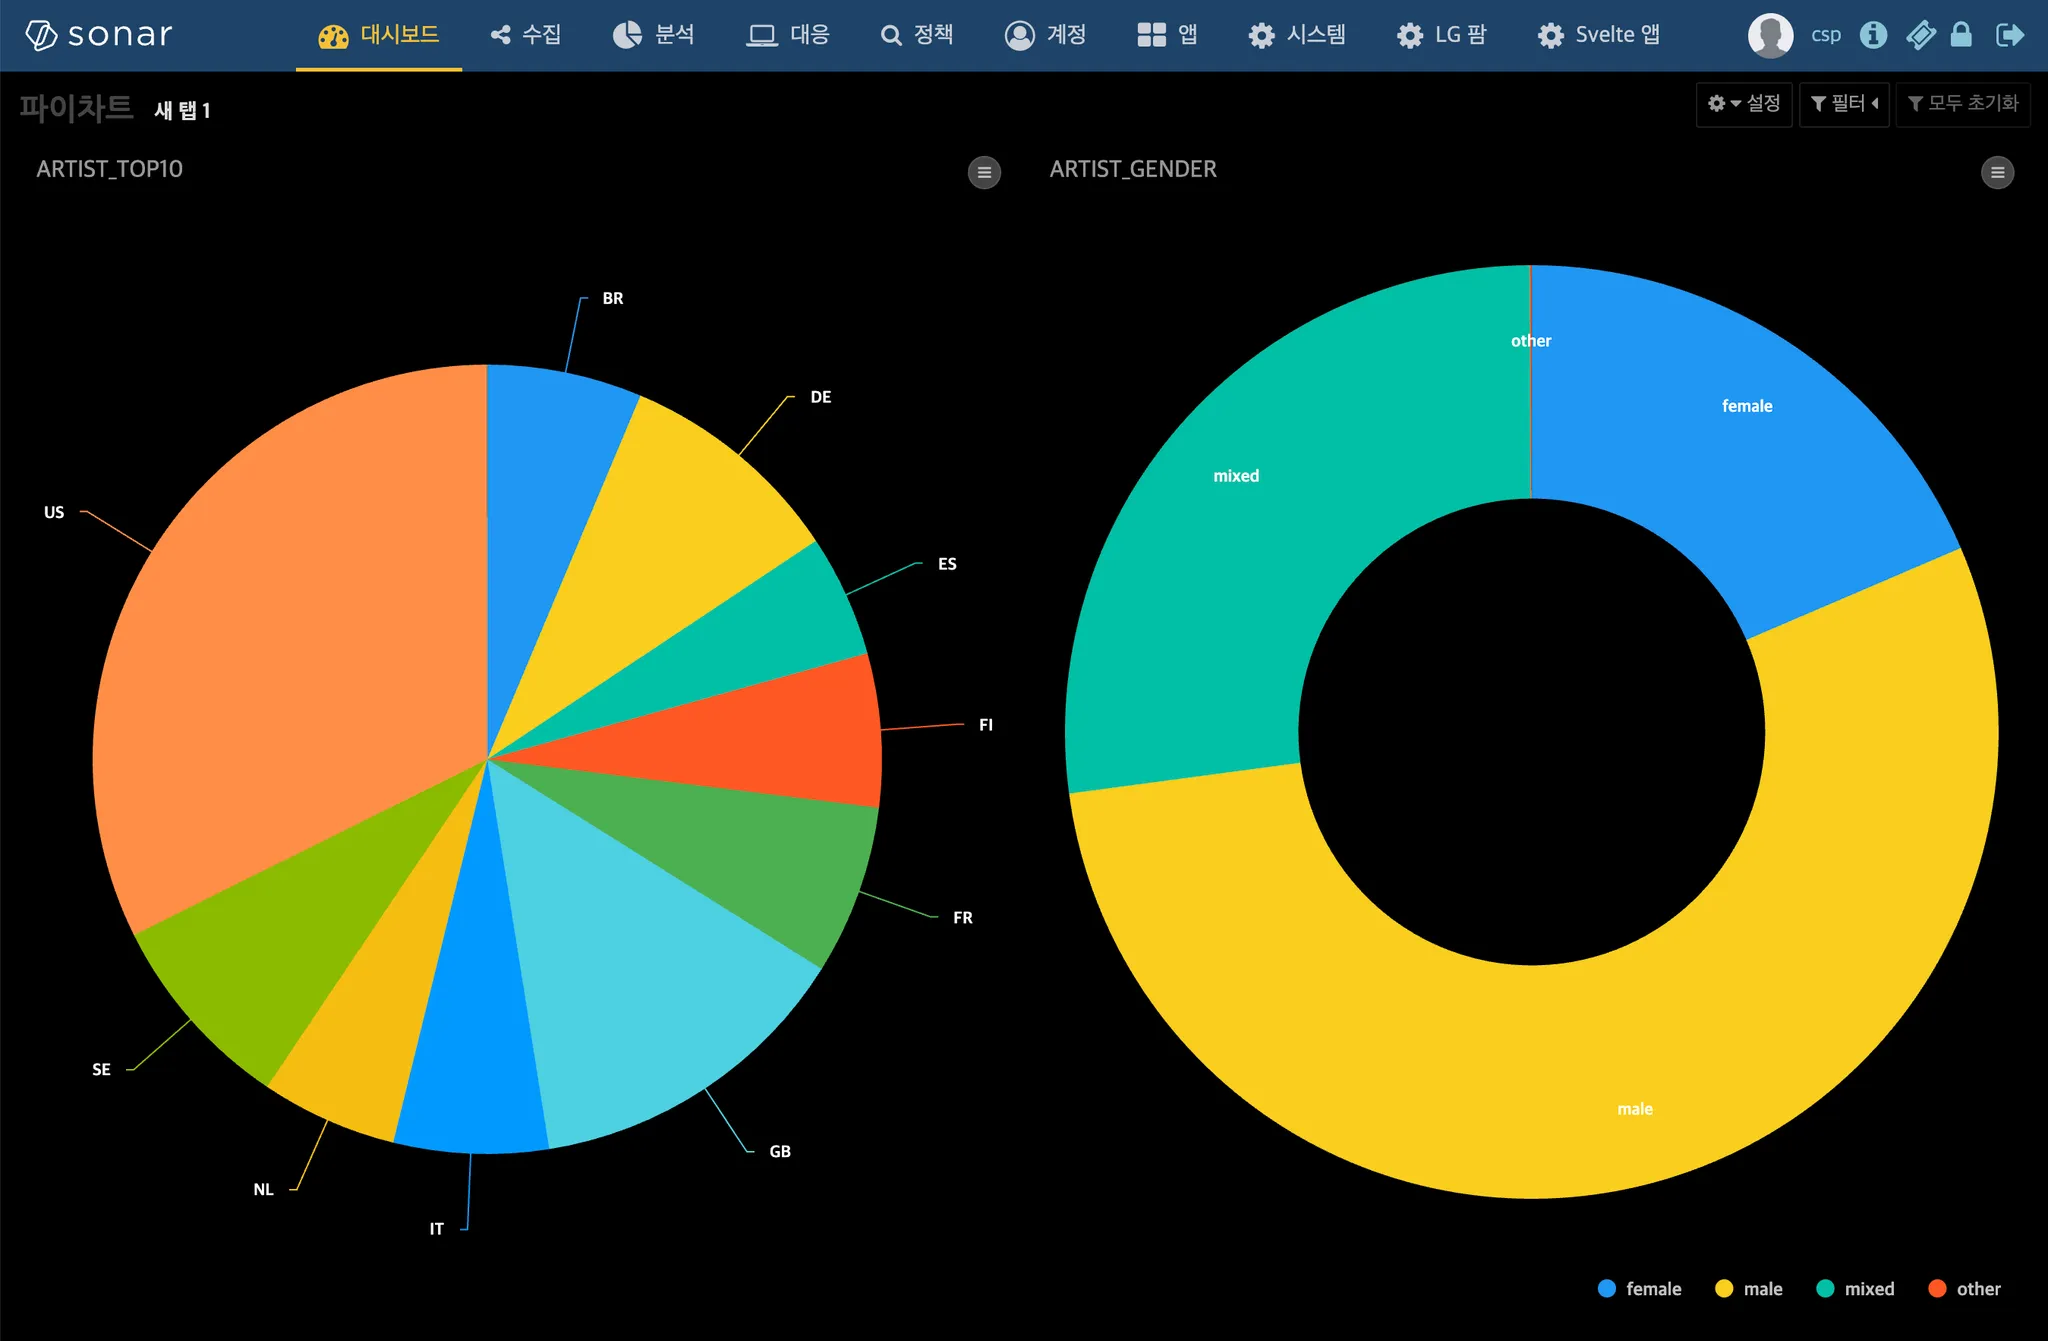 sonar 대시보드 수집 분석 대응 정책 계정 앱 시스템 LG 팜 Svelte 앱 csp
파이차트 새 탭 1 설정 필터 모두 초기화
ARTIST_TOP10
BR
DE
US
ES
FI
FR
SE
GB
NL
IT
ARTIST_GENDER
other
female
mixed
male
female male mixed other